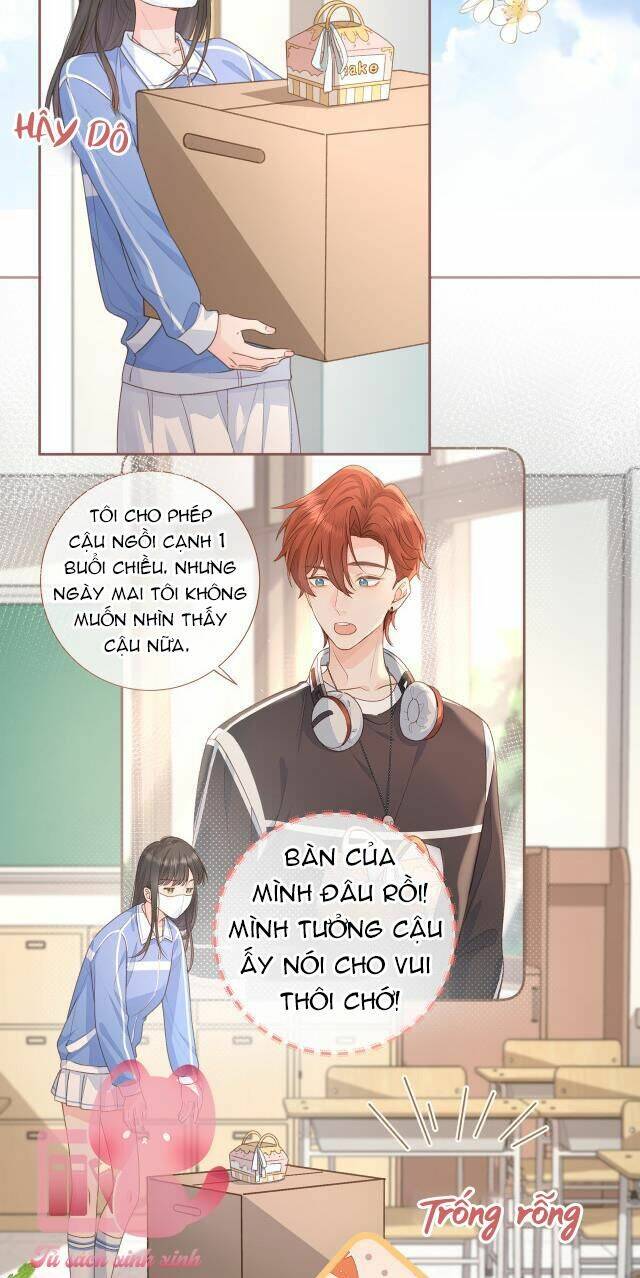 cake
HÂY DÔ
TÔI CHO PHÉP
CẬU NGỒI CẠNH 1
BUỔI CHIỀU. NHƯNG
NGÀY MAI TÔI KHÔNG
MUỐN NHÌN THẤY
CẬU NỮA.
BÀN CỦA
MÌNH ĐÂU RỒI!
MÌNH TƯỞNG CẬU
ẤY NÓI CHO VUI
THÔI CHỚ!
Trống rỗng
Tủ sách xinh xinh